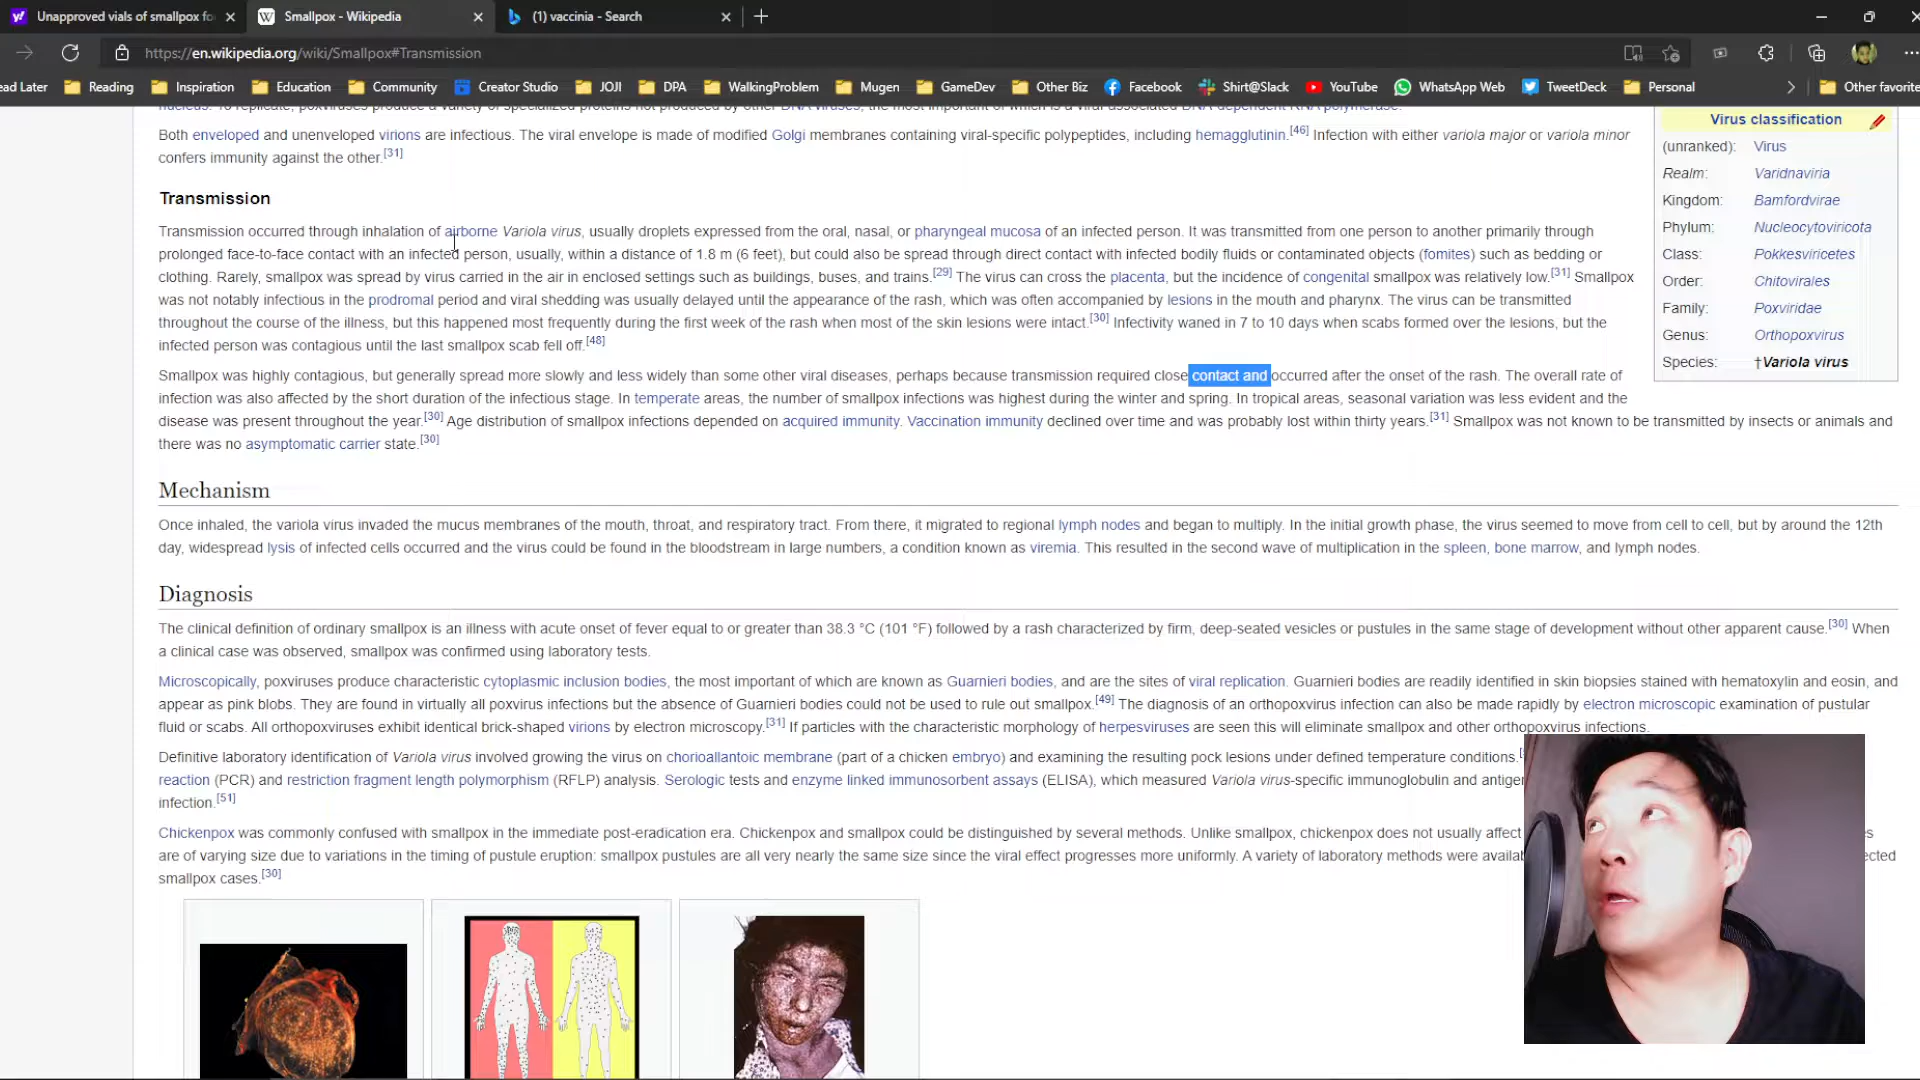 Unapproved vials of smallpox fo
Smallpox - Wikipedia
(1) vaccinia - Search
https://en.wikipedia.org/wiki/Smallpox#Transmission
ead Later Reading Inspiration Education Community Creator Studio JOJI DPA WalkingProblem Mugen GameDev Other Biz Facebook Shirt@Slack YouTube WhatsApp Web TweetDeck Personal Other favorite
Both enveloped and unenveloped virions are infectious. The viral envelope is made of modified Golgi membranes containing viral-specific polypeptides, including hemagglutinin.[46] Infection with either variola major or variola minor
confers immunity against the other.[31]
Transmission
Transmission occurred through inhalation of airborne Variola virus, usually droplets expressed from the oral, nasal, or pharyngeal mucosa of an infected person. It was transmitted from one person to another primarily through
prolonged face-to-face contact with an infected person, usually, within a distance of 1.8 m (6 feet), but could also be spread through direct contact with infected bodily fluids or contaminated objects (fomites) such as bedding or
clothing. Rarely, smallpox was spread by virus carried in the air in enclosed settings such as buildings, buses, and trains.[29] The virus can cross the placenta, but the incidence of congenital smallpox was relatively low.[31] Smallpox
was not notably infectious in the prodromal period and viral shedding was usually delayed until the appearance of the rash, which was often accompanied by lesions in the mouth and pharynx. The virus can be transmitted
throughout the course of the illness, but this happened most frequently during the first week of the rash when most of the skin lesions were intact.[30] Infectivity waned in 7 to 10 days when scabs formed over the lesions, but the
infected person was contagious until the last smallpox scab fell off.[48]
Smallpox was highly contagious, but generally spread more slowly and less widely than some other viral diseases, perhaps because transmission required close contact and occurred after the onset of the rash. The overall rate of
infection was also affected by the short duration of the infectious stage. In temperate areas, the number of smallpox infections was highest during the winter and spring. In tropical areas, seasonal variation was less evident and the
disease was present throughout the year.[30] Age distribution of smallpox infections depended on acquired immunity. Vaccination immunity declined over time and was probably lost within thirty years.[31] Smallpox was not known to be transmitted by insects or animals and
there was no asymptomatic carrier state.[30]
Virus classification
(unranked): Virus
Realm: Varidnaviria
Kingdom: Bamfordvirae
Phylum: Nucleocytoviricota
Class: Pokkesviricetes
Order: Chitovirales
Family: Poxviridae
Genus: Orthopoxvirus
Species: †Variola virus
Mechanism
Once inhaled, the variola virus invaded the mucus membranes of the mouth, throat, and respiratory tract. From there, it migrated to regional lymph nodes and began to multiply. In the initial growth phase, the virus seemed to move from cell to cell, but by around the 12th
day, widespread lysis of infected cells occurred and the virus could be found in the bloodstream in large numbers, a condition known as viremia. This resulted in the second wave of multiplication in the spleen, bone marrow, and lymph nodes.
Diagnosis
The clinical definition of ordinary smallpox is an illness with acute onset of fever equal to or greater than 38.3 °C (101 °F) followed by a rash characterized by firm, deep-seated vesicles or pustules in the same stage of development without other apparent cause.[30] When
a clinical case was observed, smallpox was confirmed using laboratory tests.
Microscopically, poxviruses produce characteristic cytoplasmic inclusion bodies, the most important of which are known as Guarnieri bodies, and are the sites of viral replication. Guarnieri bodies are readily identified in skin biopsies stained with hematoxylin and eosin, and
appear as pink blobs. They are found in virtually all poxvirus infections but the absence of Guarnieri bodies could not be used to rule out smallpox.[49] The diagnosis of an orthopoxvirus infection can also be made rapidly by electron microscopic examination of pustular
fluid or scabs. All orthopoxviruses exhibit identical brick-shaped virions by electron microscopy.[31] If particles with the characteristic morphology of herpesviruses are seen this will eliminate smallpox and other orthopoxvirus infections.
Definitive laboratory identification of Variola virus involved growing the virus on chorioallantoic membrane (part of a chicken embryo) and examining the resulting pock lesions under defined temperature conditions.
reaction (PCR) and restriction fragment length polymorphism (RFLP) analysis. Serologic tests and enzyme linked immunosorbent assays (ELISA), which measured Variola virus-specific immunoglobulin and antigen
infection.[51]
Chickenpox was commonly confused with smallpox in the immediate post-eradication era. Chickenpox and smallpox could be distinguished by several methods. Unlike smallpox, chickenpox does not usually affect
are of varying size due to variations in the timing of pustule eruption: smallpox pustules are all very nearly the same size since the viral effect progresses more uniformly. A variety of laboratory methods were ected
smallpox cases.[30]